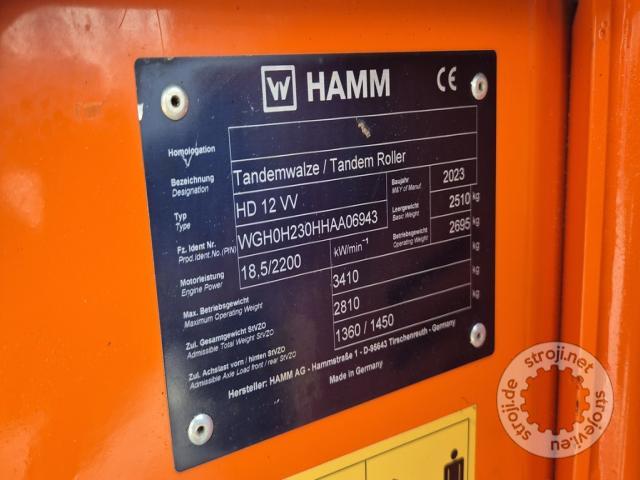 W HAMM CE
Homologation
Bezeichnung Tandemwalze / Tandem Roller
Designation
Typ HD 12 VV Baujahr 2023
Type M&Y of Manuf.
Fz. Ident Nr. WGH0H230HHAA06943 Leergewicht 2510 kg
Prod.Ident.No.(PIN) Basic Weight
Motorleistung 18,5/2200 kW/min⁻¹ Betriebsgewicht 2695 kg
Engine Power Operating Weight
Max. Betriebsgewicht 3410 kg
Maximum Operating Weight
Zul. Gesamtgewicht StVZO 2810 kg
Admissible Total Weight StVZO
Zul. Achslast vorn / hinten StVZO 1360 / 1450 kg
Admissible Axle Load front / rear StVZO
Hersteller: HAMM AG - Hammstraße 1 - D-95643 Tirschenreuth - Germany
Made in Germany
stroji.de
stroji.net
strojevi.eu